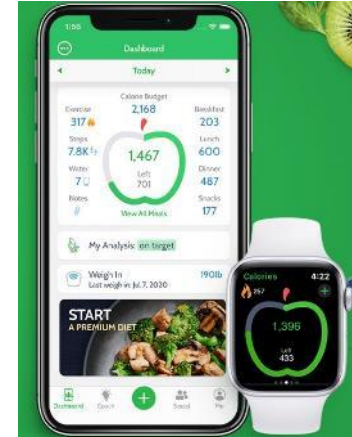 1:56
Dashboard
Today
Calorie Budget
2,168
Exercise
317
Breakfast
203
Steps
7.8K
Lunch
600
1,467
Left
701
Water
7
Dinner
487
Notes
Snacks
177
View All Meals
My Analysis: on target
Weigh In
190lb
Last weigh in: Jul 7, 2020
START
A PREMIUM DIET
Dashboard
Coach
Social
Me
Calories 4:22
257
1,396
Left
433